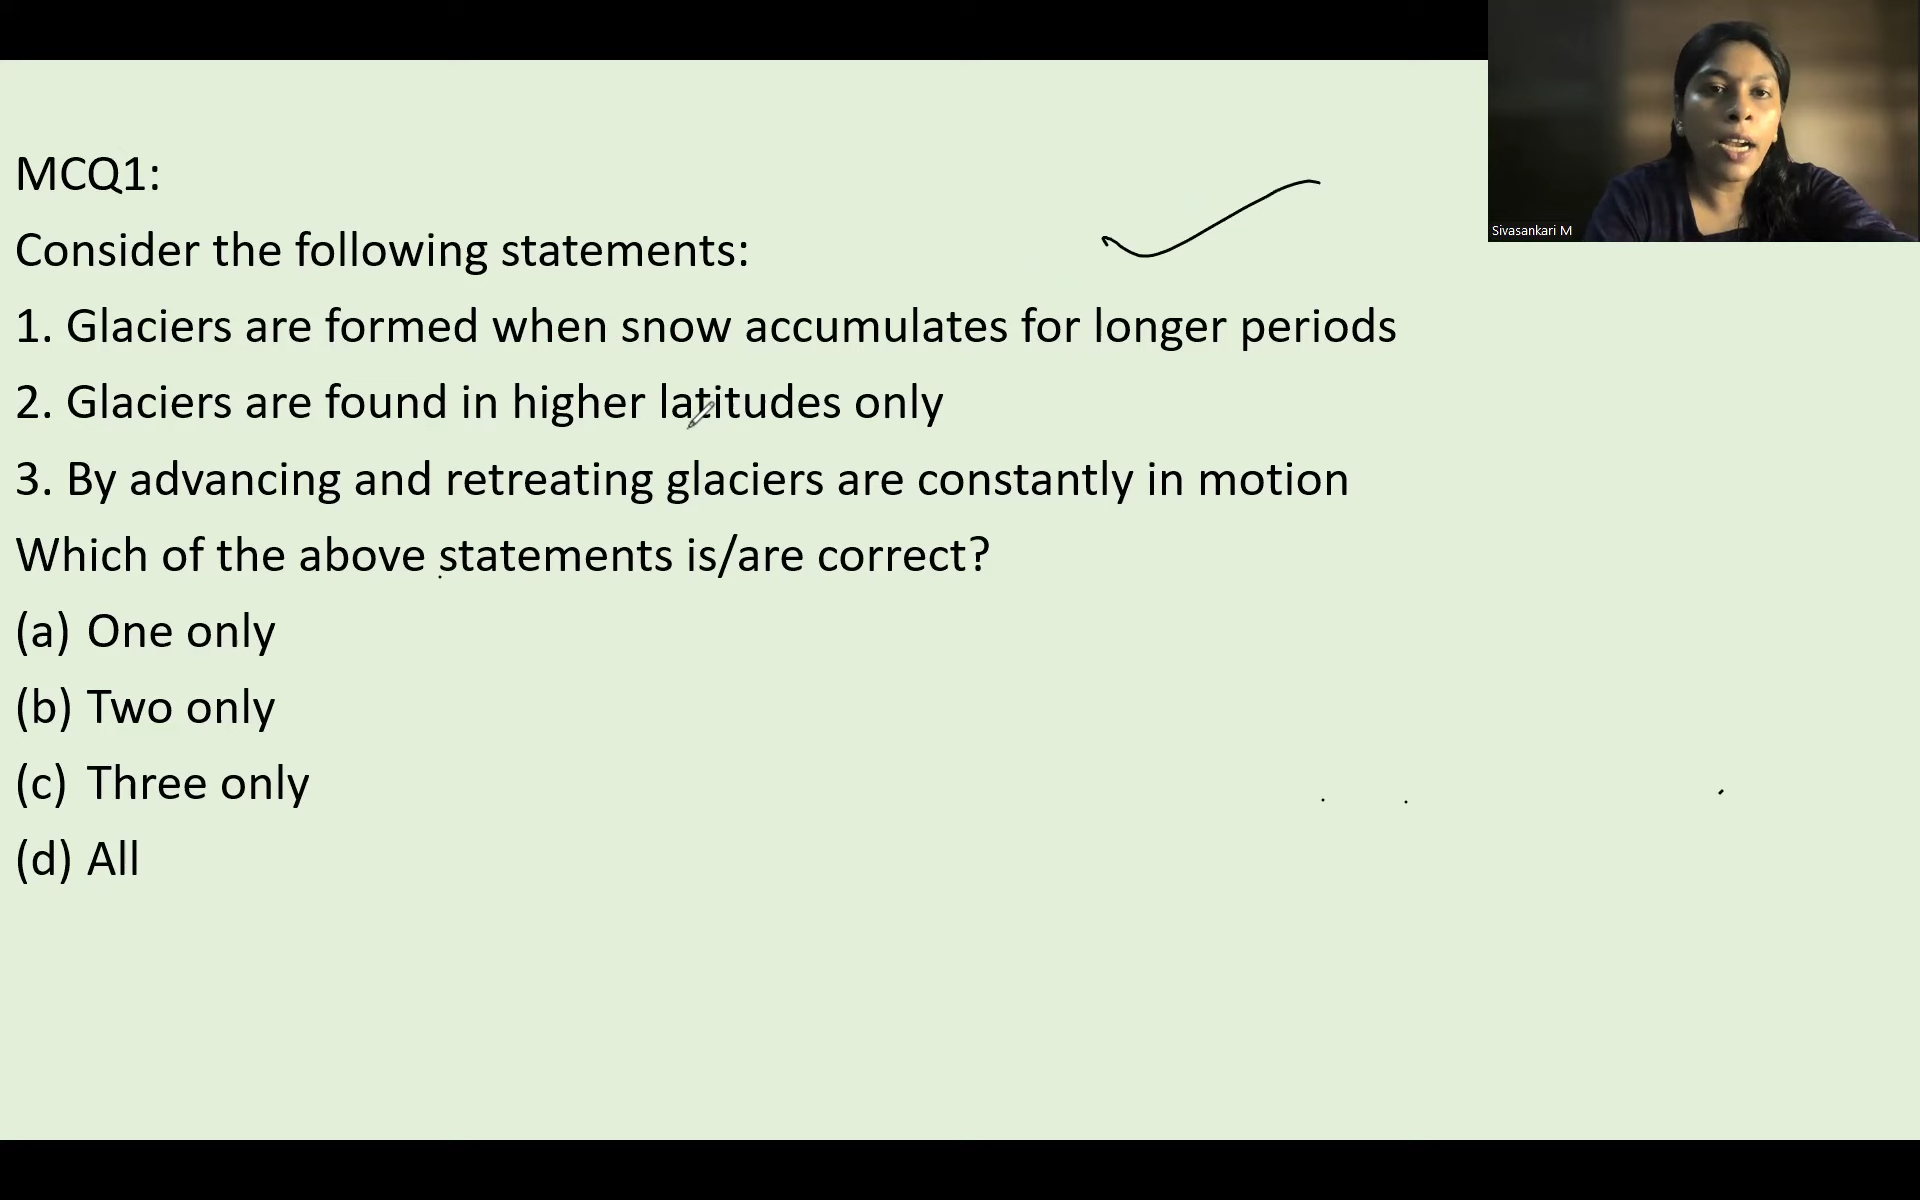 Sivasankari M
MCQ1:
Consider the following statements:
1. Glaciers are formed when snow accumulates for longer periods
2. Glaciers are found in higher latitudes only
3. By advancing and retreating glaciers are constantly in motion
Which of the above statements is/are correct?
(a) One only
(b) Two only
(c) Three only
(d) All